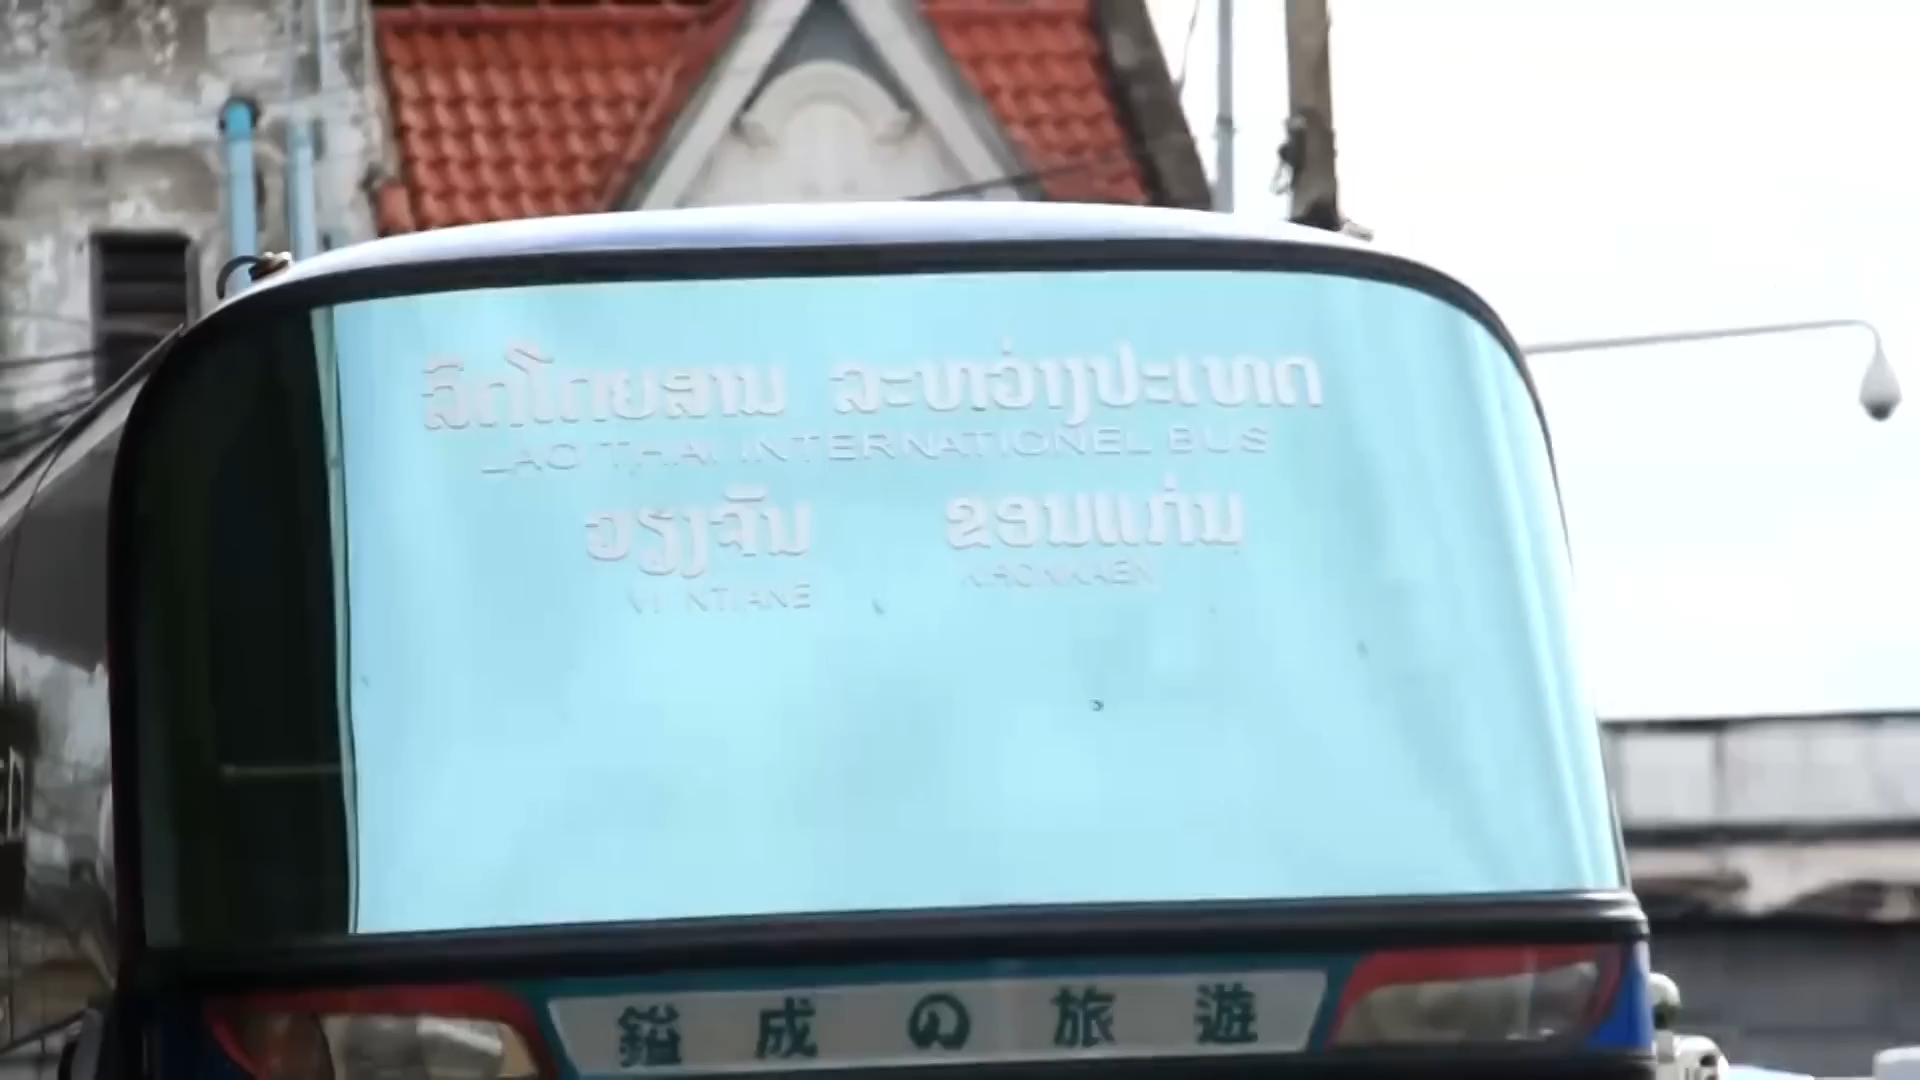 ລົດໂດຍສານ ລະຫວ່າງປະເທດ
LAO THAI INTERNATIONEL BUS
ວຽງຈັນ ຂອນແກ່ນ
VIENTIANE KHONKAEN
鎰成の旅遊